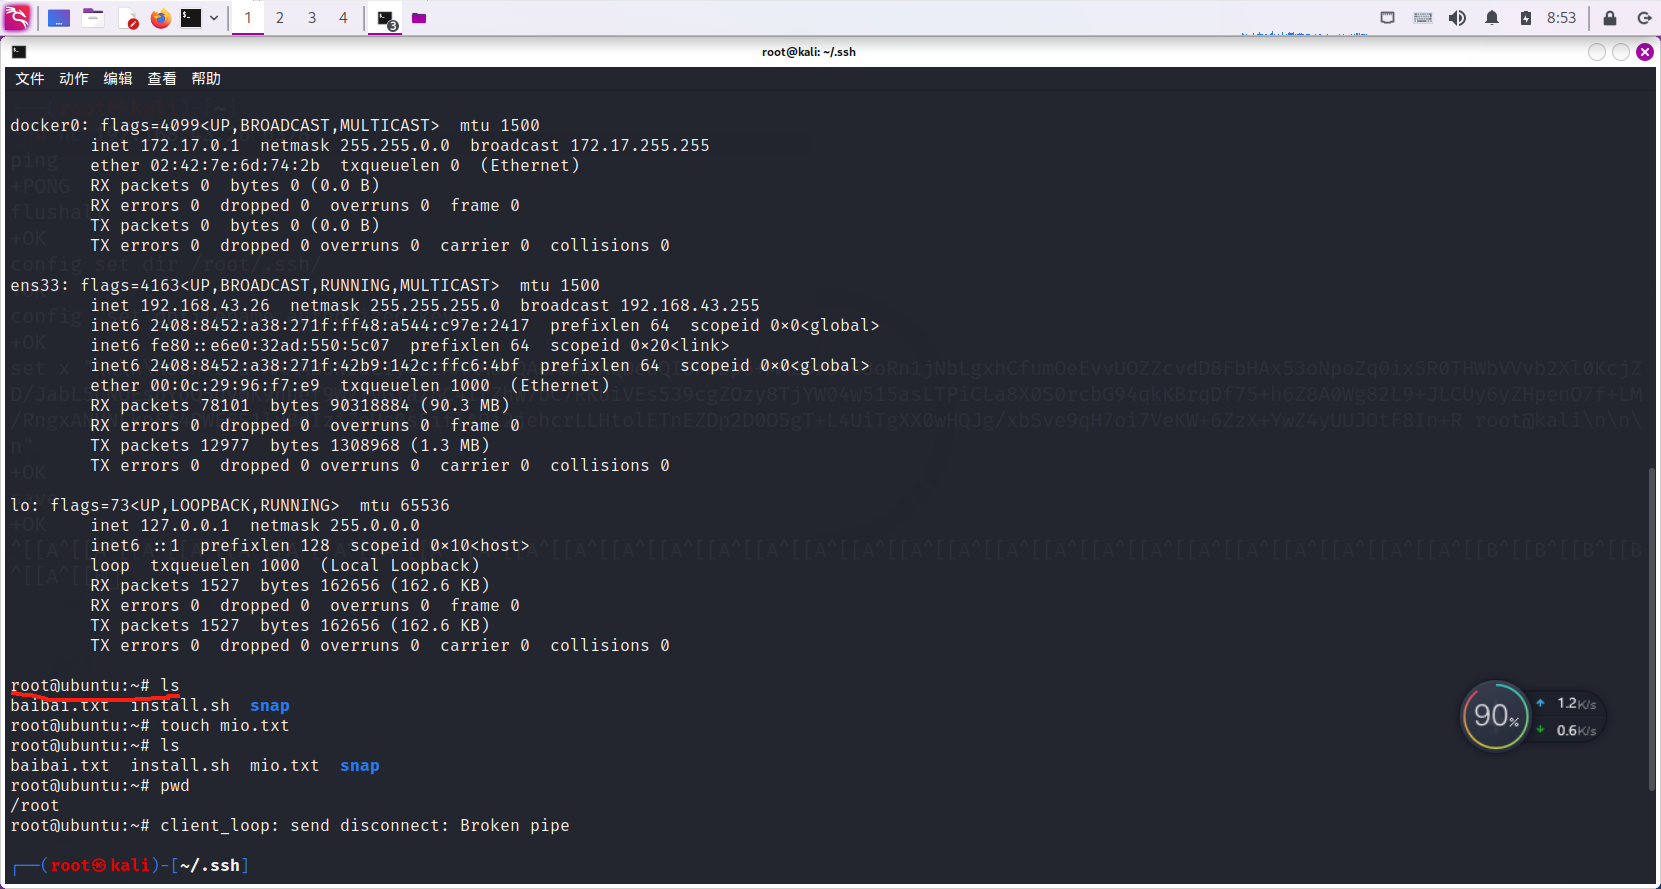 1 2 3 4 3 8:53
root@kali: ~/.ssh
文件 动作 编辑 查看 帮助
docker0: flags=4099<UP,BROADCAST,MULTICAST>  mtu 1500
inet 172.17.0.1  netmask 255.255.0.0  broadcast 172.17.255.255
ether 02:42:7e:6d:74:2b  txqueuelen 0  (Ethernet)
RX packets 0  bytes 0 (0.0 B)
RX errors 0  dropped 0  overruns 0  frame 0
TX packets 0  bytes 0 (0.0 B)
TX errors 0  dropped 0 overruns 0  carrier 0  collisions 0
ens33: flags=4163<UP,BROADCAST,RUNNING,MULTICAST>  mtu 1500
inet 192.168.43.26  netmask 255.255.255.0  broadcast 192.168.43.255
inet6 2408:8452:a38:271f:ff48:a544:c97e:2417  prefixlen 64  scopeid 0×0<global>
inet6 fe80::e6e0:32ad:550:5c07  prefixlen 64  scopeid 0×20<link>
inet6 2408:8452:a38:271f:42b9:142c:ffc6:4bf  prefixlen 64  scopeid 0×0<global>
ether 00:0c:29:96:f7:e9  txqueuelen 1000  (Ethernet)
RX packets 78101  bytes 90318884 (90.3 MB)
RX errors 0  dropped 0  overruns 0  frame 0
TX packets 12977  bytes 1308968 (1.3 MB)
TX errors 0  dropped 0 overruns 0  carrier 0  collisions 0
lo: flags=73<UP,LOOPBACK,RUNNING>  mtu 65536
inet 127.0.0.1  netmask 255.0.0.0
inet6 ::1  prefixlen 128  scopeid 0×10<host>
loop  txqueuelen 1000  (Local Loopback)
RX packets 1527  bytes 162656 (162.6 KB)
RX errors 0  dropped 0  overruns 0  frame 0
TX packets 1527  bytes 162656 (162.6 KB)
TX errors 0  dropped 0 overruns 0  carrier 0  collisions 0
root@ubuntu:~# ls
baibai.txt  install.sh  snap
root@ubuntu:~# touch mio.txt
root@ubuntu:~# ls
baibai.txt  install.sh  mio.txt  snap
root@ubuntu:~# pwd
/root
root@ubuntu:~# client_loop: send disconnect: Broken pipe
┌──(root㉿kali)-[~/.ssh]
90% 1.2K/s
0.6K/s